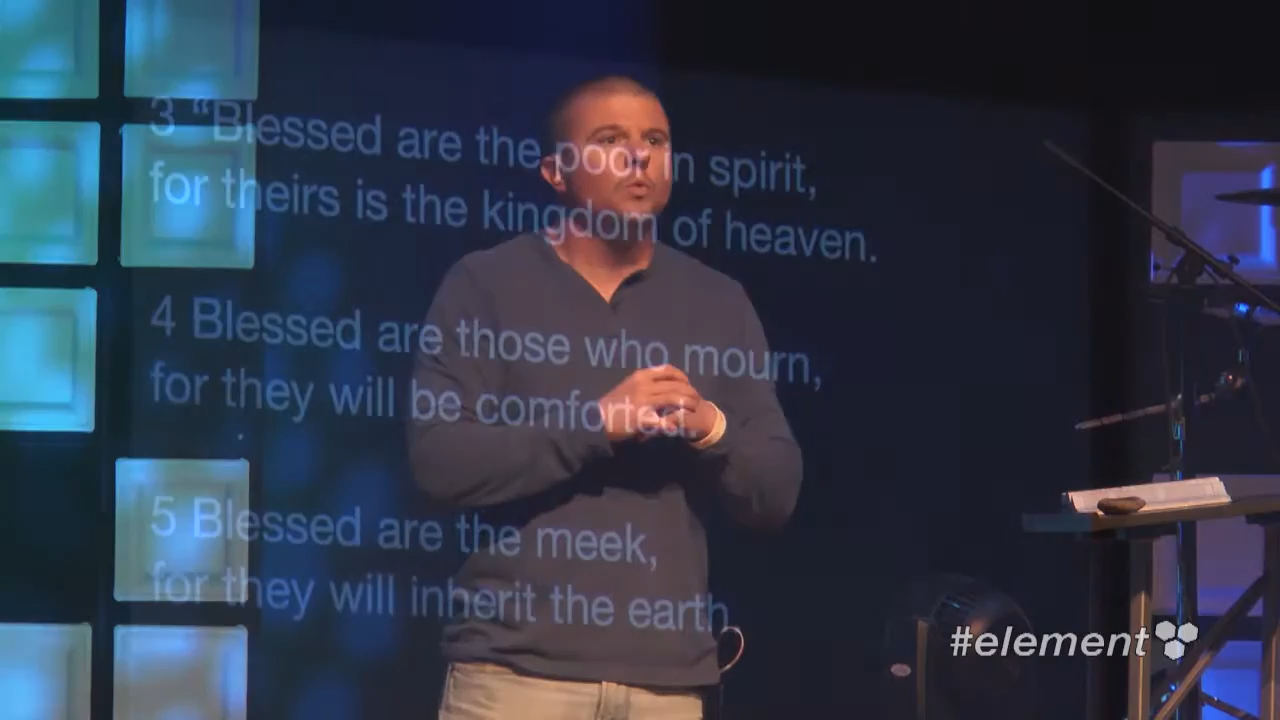 3 “Blessed are the poor in spirit,
for theirs is the kingdom of heaven.
4 Blessed are those who mourn,
for they will be comforted.
5 Blessed are the meek,
for they will inherit the earth
#element